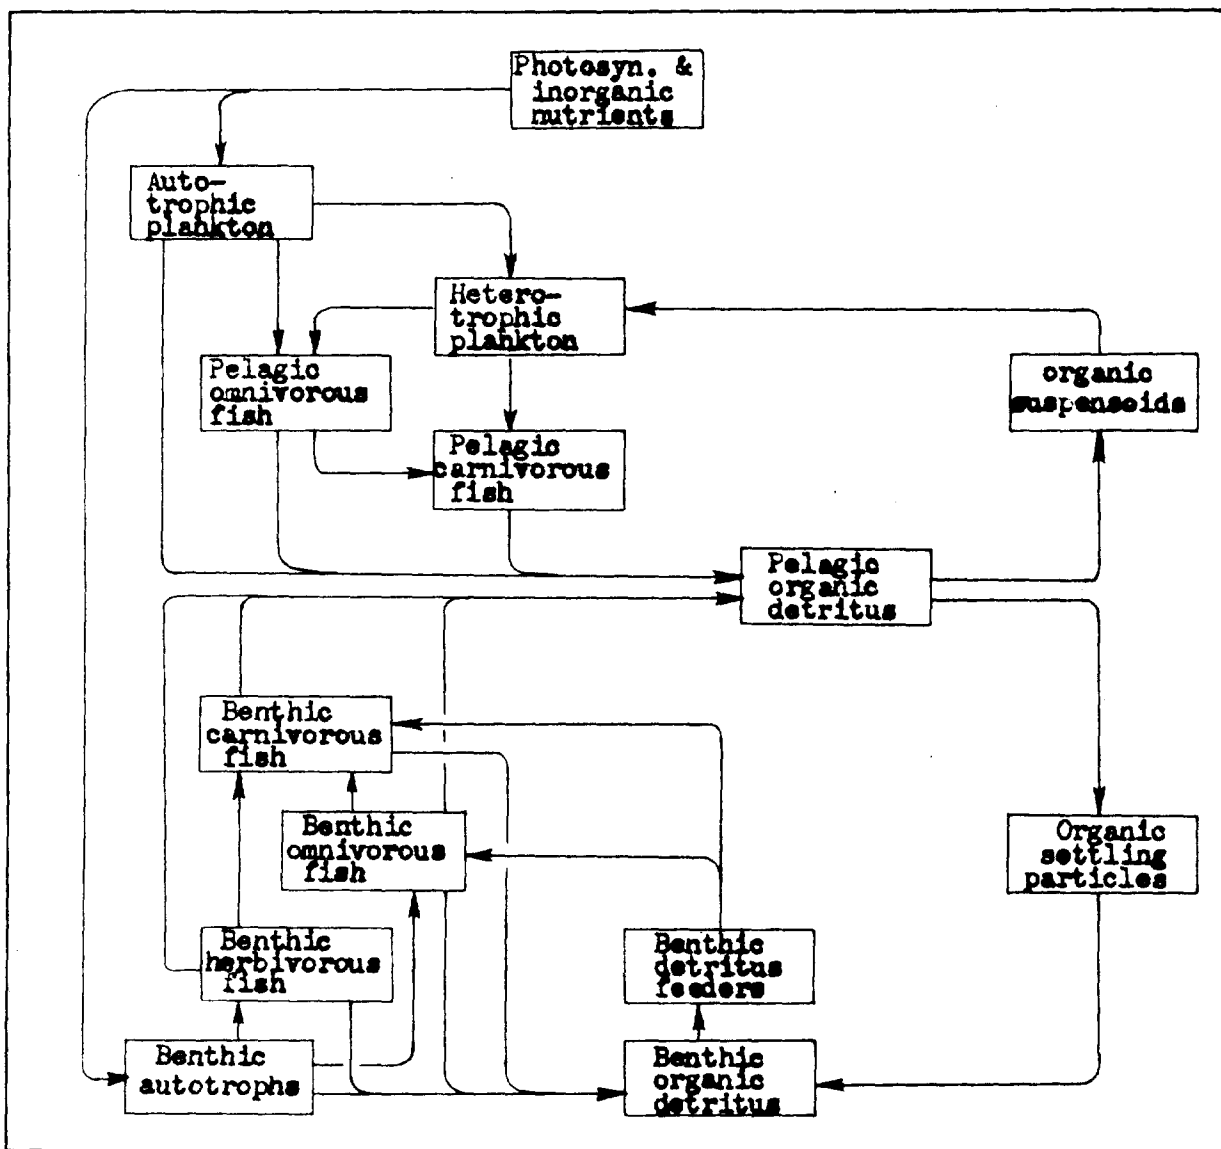 Photosyn. &
inorganic
nutrients
Auto-
trophic
plankton
Hetero-
trophic
plankton
Pelagic
omnivorous
fish
organic
suspensoids
Pelagic
carnivorous
fish
Pelagic
organic
detritus
Benthic
carnivorous
fish
Benthic
omnivorous
fish
Organic
settling
particles
Benthic
herbivorous
fish
Benthic
detritus
feeders
Benthic
autotrophs
Benthic
organic
detritus